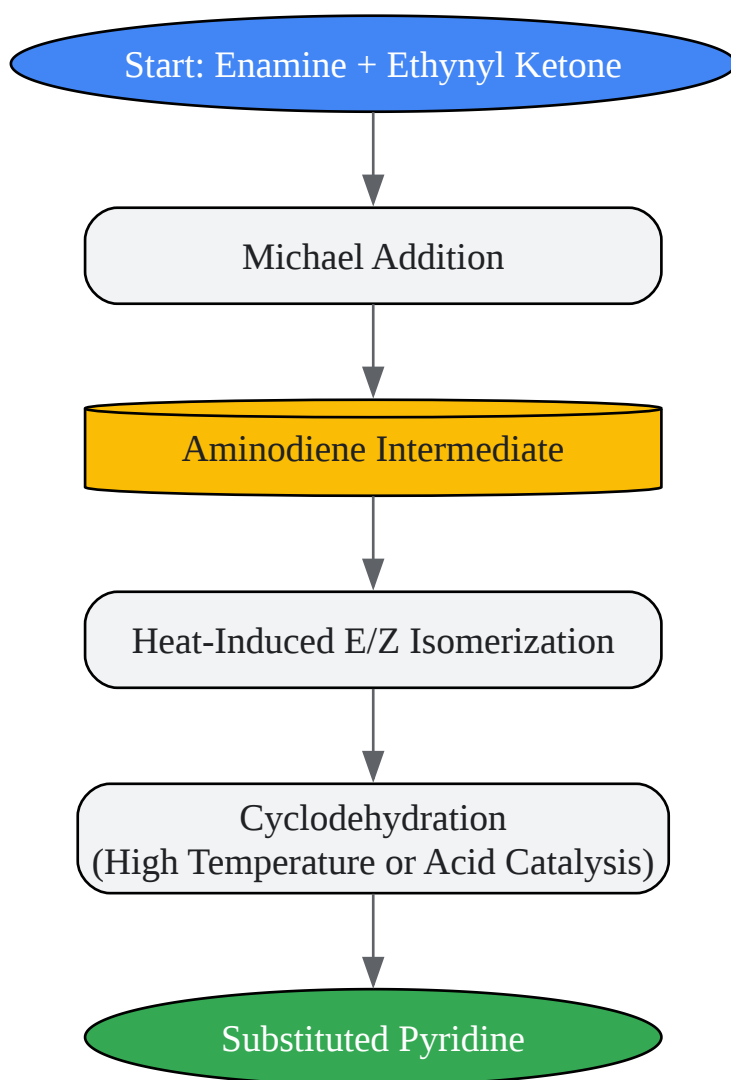 Start: Enamine + Ethynyl Ketone
Michael Addition
Aminodiene Intermediate
Heat-Induced E/Z Isomerization
Cyclodehydration
(High Temperature or Acid Catalysis)
Substituted Pyridine